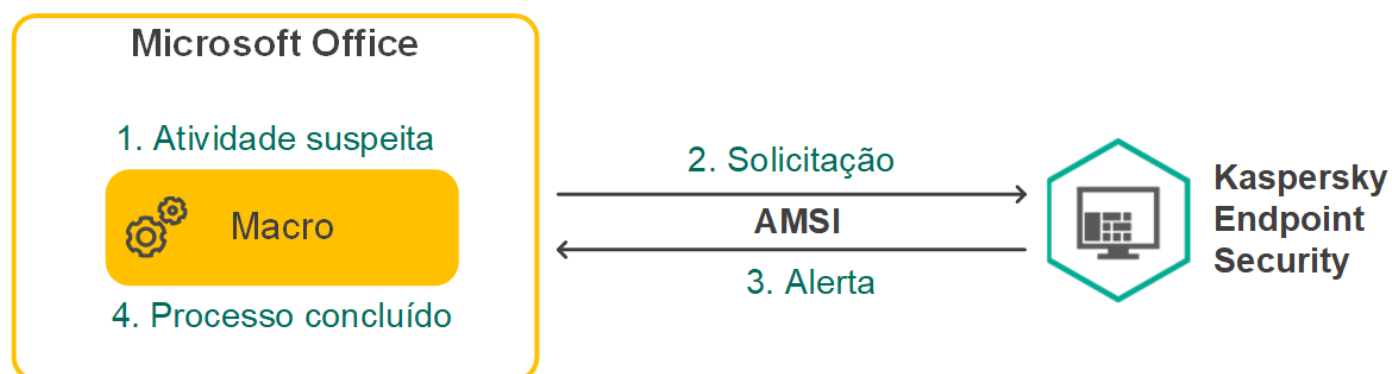 Microsoft Office
1. Atividade suspeita
Macro
4. Processo concluído
2. Solicitação
AMSI
3. Alerta
Kaspersky
Endpoint
Security